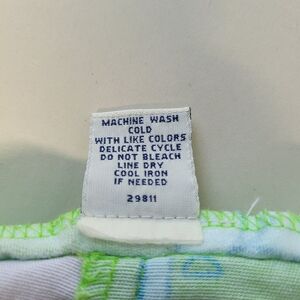 MACHINE WASH
COLD
WITH LIKE COLORS
DELICATE CYCLE
DO NOT BLEACH
LINE DRY
COOL IRON
IF NEEDED
29811